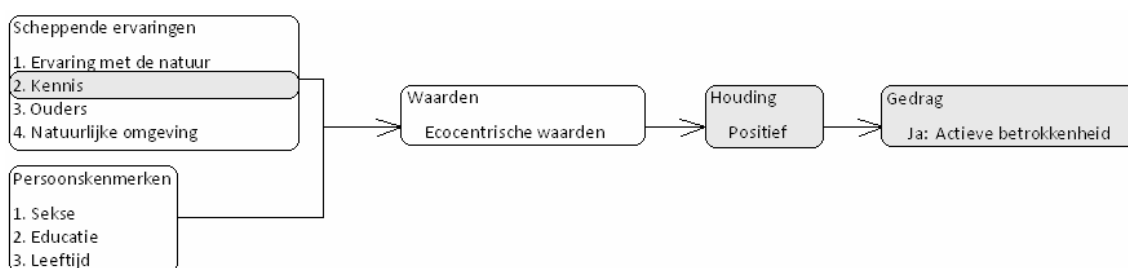 Scheppende ervaringen
1. Ervaring met de natuur
2. Kennis
3. Ouders
4. Natuurlijke omgeving
Persoonskenmerken
1. Sekse
2. Educatie
3. Leeftijd
Waarden
Ecocentrische waarden
Houding
Positief
Gedrag
Ja: Actieve betrokkenheid